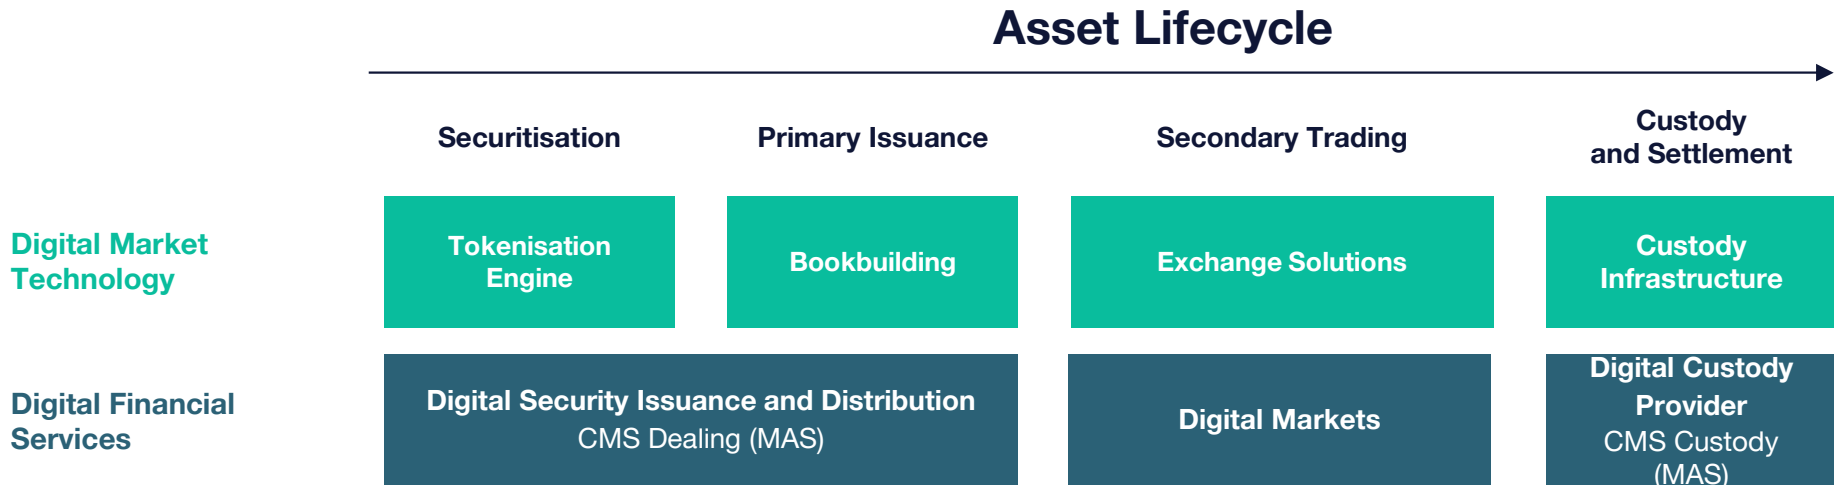 Asset Lifecycle
Securitisation
Primary Issuance
Secondary Trading
Custody
and Settlement
Digital Market
Technology
Tokenisation
Engine
Bookbuilding
Exchange Solutions
Custody
Infrastructure
Digital Financial
Services
Digital Security Issuance and Distribution
CMS Dealing (MAS)
Digital Markets
Digital Custody
Provider
CMS Custody
(MAS)